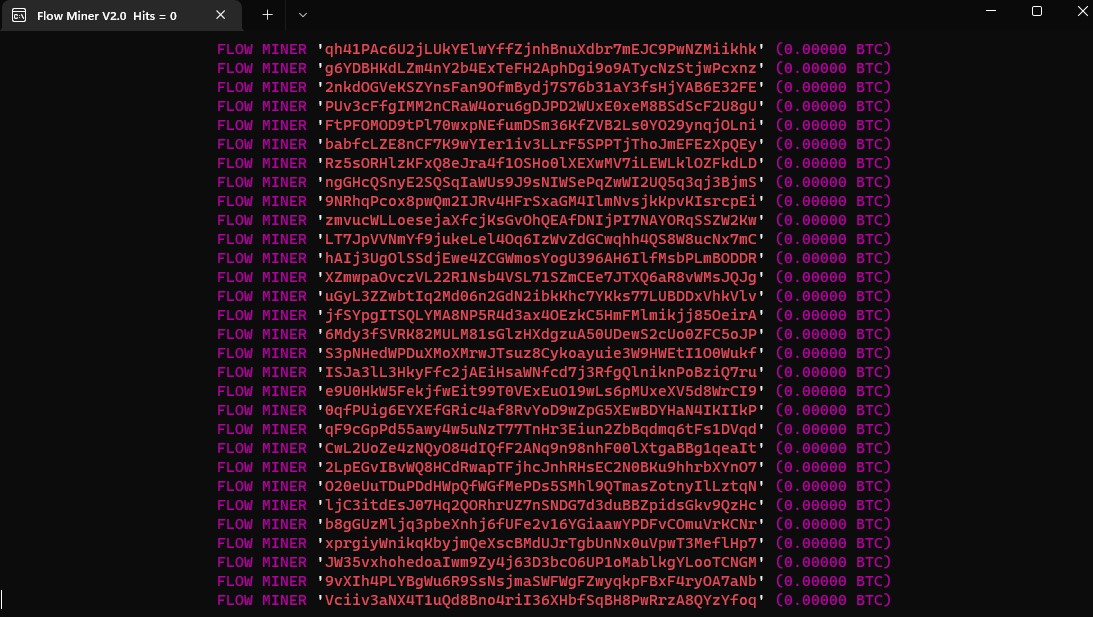 Flow Miner V2.0 Hits = 0
FLOW MINER 'qh41PAc6U2jLUkYElwYffZjnhBnuXdbr7mEJC9PwNZMiikhk' (0.00000 BTC)
FLOW MINER 'g6YDBHKdLZm4nY2b4ExTeFH2AphDgi9o9ATycNzStjwPcxnz' (0.00000 BTC)
FLOW MINER '2nkdOGVeKSZYnsFan9OfmBydj7S76b31aY3fsHjYAB6E32FE' (0.00000 BTC)
FLOW MINER 'PUv3cFfgIMM2nCRaW4oru6gDJPD2WUxE0xeM8BSdScF2U8gU' (0.00000 BTC)
FLOW MINER 'FtPFOMOD9tPl70wxpNEfumDSm36KfZVB2Ls0YO29ynqjOLni' (0.00000 BTC)
FLOW MINER 'babfcLZE8nCF7K9wYIer1iv3LLrF5SPPTjThoJmEFEzXpQEy' (0.00000 BTC)
FLOW MINER 'Rz5sORHlzKFxQ8eJra4f1OSHo0lXEXwMV7iLEWLklOZFkdLD' (0.00000 BTC)
FLOW MINER 'ngGHcQSnyE2SQSqIaWUs9J9sNIWSePqZwWI2UQ5q3qj3BjmS' (0.00000 BTC)
FLOW MINER '9NRhqPcox8pwQm2IJRv4HFrSxaGM4IlmNvsjkKpvKIsrcpEi' (0.00000 BTC)
FLOW MINER 'zmvucWLLoesejaXfcjKsGvOhQEAfDNIjPI7NAYORqSSZW2Kw' (0.00000 BTC)
FLOW MINER 'LT7JpVVNmYf9jukeLel4Oq6IzWvZdGCwqhh4QS8W8ucNx7mC' (0.00000 BTC)
FLOW MINER 'hAIj3UgOlSSdjEwe4ZCGWmosYogU396AH6IlfMsbPLmBODDR' (0.00000 BTC)
FLOW MINER 'XZmwpaOvczVL22R1Nsb4VSL71SZmCEe7JTXQ6aR8vWMsJQJg' (0.00000 BTC)
FLOW MINER 'uGyL3ZZwbtIq2Md06n2GdN2ibkKhc7YKks77LUBDDxVhkVlv' (0.00000 BTC)
FLOW MINER 'jfSYpgITSQLYMA8NP5R4d3ax4OEzkC5HmFMlmikjj85OeirA' (0.00000 BTC)
FLOW MINER '6Mdy3fSVRK82MULM81sGlzHXdgzuA50UDewS2cUo0ZFC5oJP' (0.00000 BTC)
FLOW MINER 'S3pNHedWPDuXMoXMrwJTsuz8Cykoayuie3W9HWEtI1O0Wukf' (0.00000 BTC)
FLOW MINER 'ISJa3lL3HkyFfc2jAEiHsaWNfcd7j3RfgQlniknPoBziQ7ru' (0.00000 BTC)
FLOW MINER 'e9U0HkW5FekjfwEit99T0VExEuO19wLs6pMUxeXV5d8WrCI9' (0.00000 BTC)
FLOW MINER '0qfPUig6EYXEfGRic4af8RvYoD9wZpG5XEwBDYHaN4IKIIkP' (0.00000 BTC)
FLOW MINER 'qF9cGpPd55awy4w5uNzT77TnHr3Eiun2ZbBqdmq6tFs1DVqd' (0.00000 BTC)
FLOW MINER 'CwL2UoZe4zNQyO84dIQfF2ANq9n98nhF00lXtgaBBg1qeaIt' (0.00000 BTC)
FLOW MINER '2LpEGvIBvWQ8HCdRwapTFjhcJnhRHsEC2N0BKu9hhrbXYnO7' (0.00000 BTC)
FLOW MINER 'O20eUuTDuPDdHWpQfWGfMePDs5SMhl9QTmasZotnyIlLztqN' (0.00000 BTC)
FLOW MINER 'ljC3itdEsJ07Hq2QORhrUZ7nSNDG7d3duBBZpidsGkv9QzHc' (0.00000 BTC)
FLOW MINER 'b8gGUzMljq3pbeXnhj6fUFe2v16YGiaawYPDFvCOmuVrKCNr' (0.00000 BTC)
FLOW MINER 'xprgiyWnikqKbyjmQeXscBMdUJrTgbUnNx0uVpwT3MeflHp7' (0.00000 BTC)
FLOW MINER 'JW35vxhohedoaIwm9Zy4j63D3bcO6UP1oMablkgYLooTCNGM' (0.00000 BTC)
FLOW MINER '9vXIh4PLYBgWu6R9SsNsjmaSWFWgFZwyqkpFBxF4ryOA7aNb' (0.00000 BTC)
FLOW MINER 'Vciiv3aNX4T1uQd8Bno4riI36XHbfSqBH8PwRrzA8QYzYfoq' (0.00000 BTC)